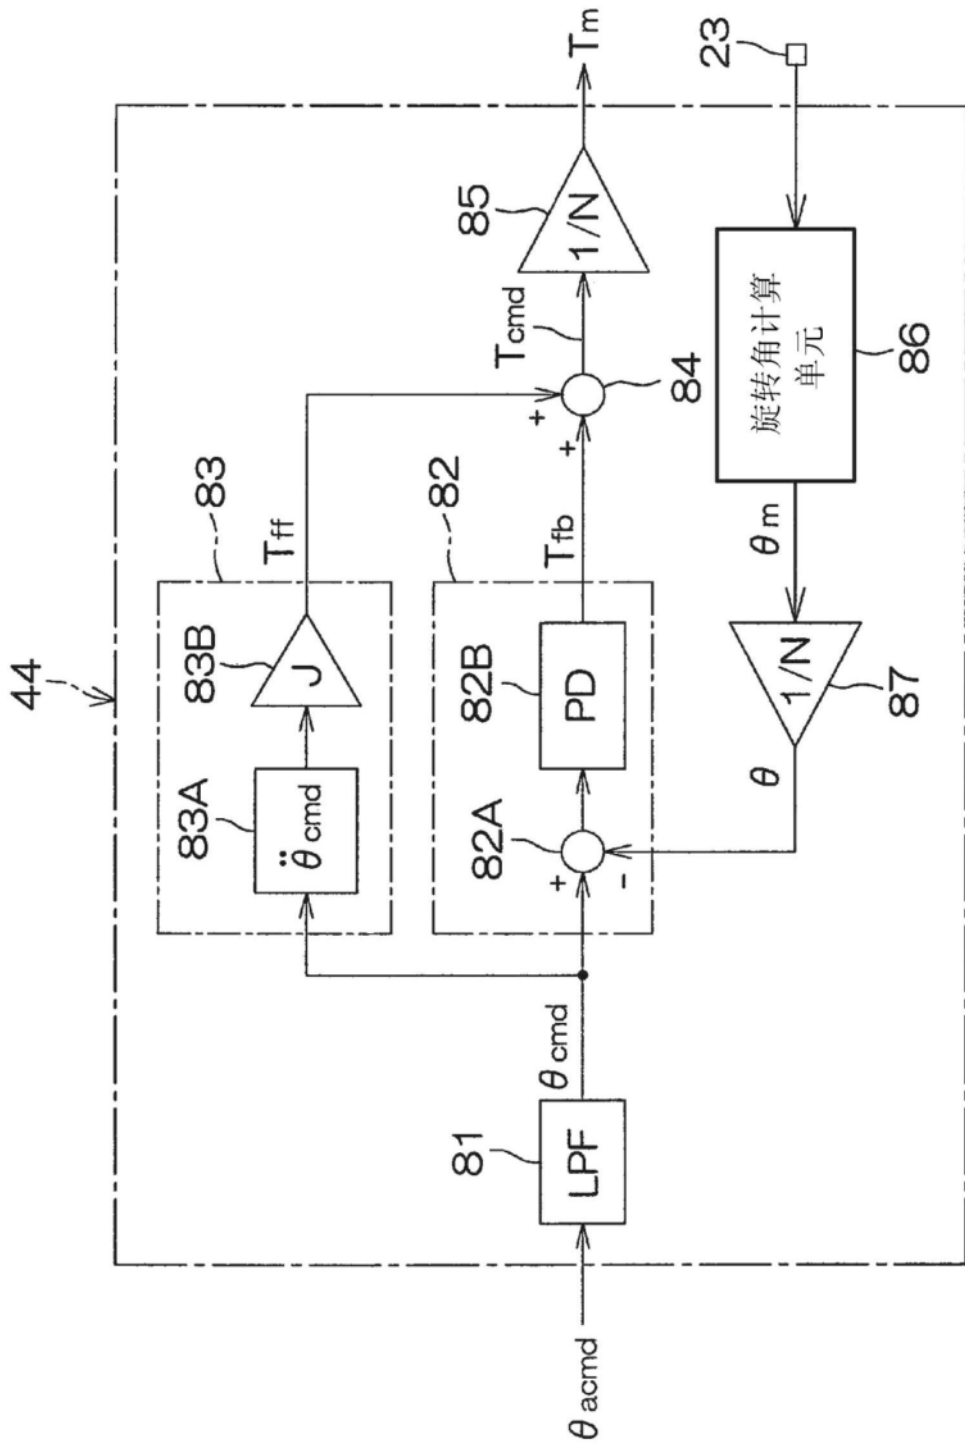 44
83
83A
θ̈ cmd
83B
J
Tff
82
82A
82B
PD
Tfb
+
-
+
+
84
Tcmd
85
1/N
Tm
θ acmd
81
LPF
θ cmd
θ
87
1/N
θ m
旋转角计算
单元
86
23